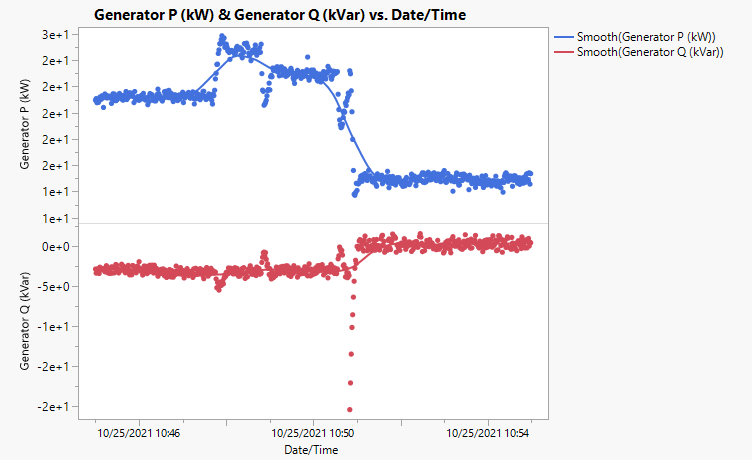 Generator P (kW) & Generator Q (kVar) vs. Date/Time
Smooth(Generator P (kW))
Smooth(Generator Q (kVar))
Generator P (kW)
3e+1
2e+1
2e+1
2e+1
2e+1
2e+1
1e+1
1e+1
Generator Q (kVar)
0e+0
-5e+0
-1e+1
-2e+1
-2e+1
10/25/2021 10:46
10/25/2021 10:50
10/25/2021 10:54
Date/Time